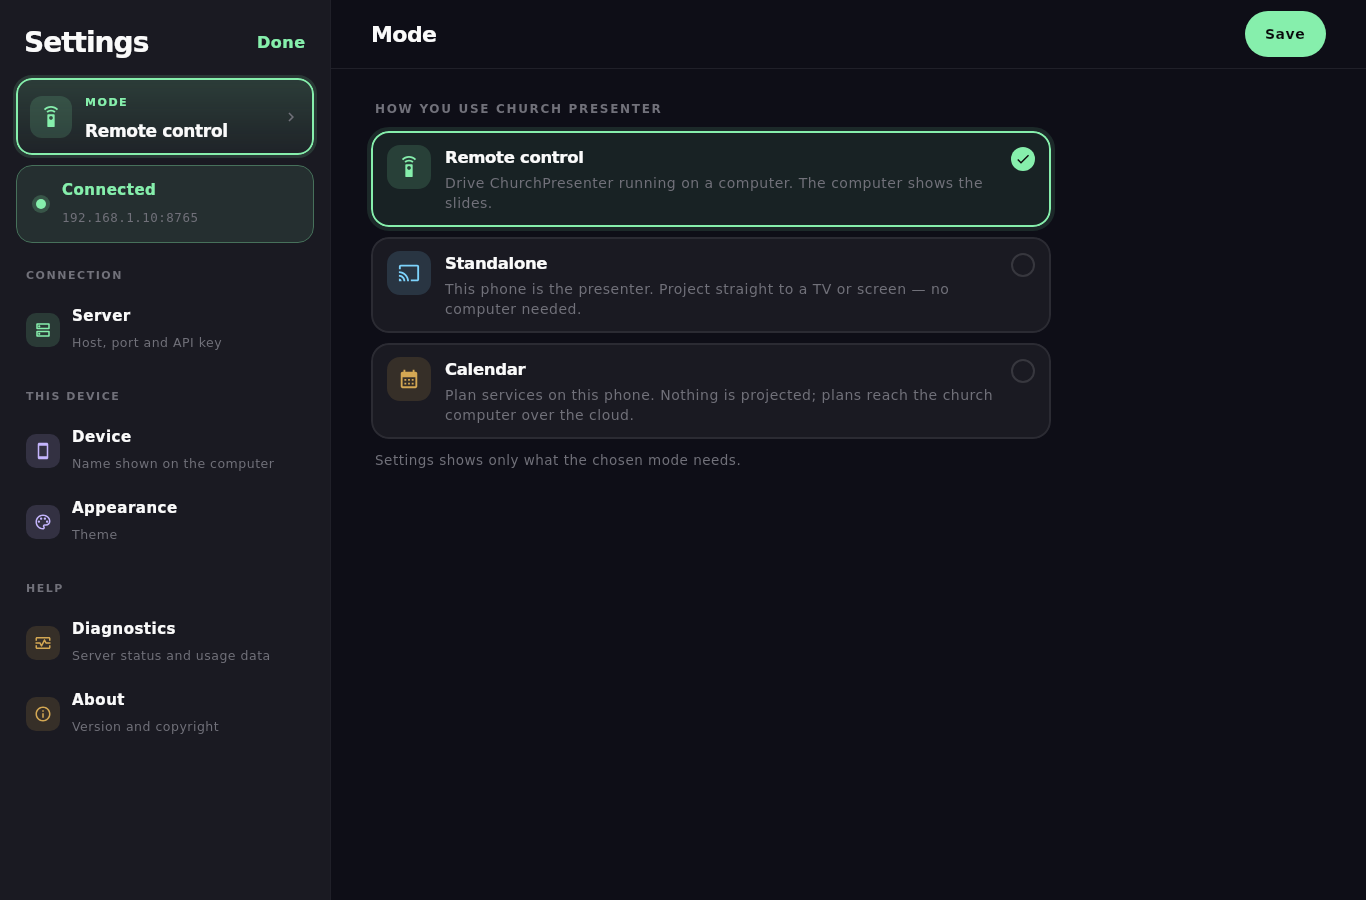 Settings
Done
MODE
Remote control
Connected
192.168.1.10:8765
CONNECTION
Server
Host, port and API key
THIS DEVICE
Device
Name shown on the computer
Appearance
Theme
HELP
Diagnostics
Server status and usage data
About
Version and copyright
Mode
Save
HOW YOU USE CHURCH PRESENTER
Remote control
Drive ChurchPresenter running on a computer. The computer shows the
slides.
Standalone
This phone is the presenter. Project straight to a TV or screen — no
computer needed.
Calendar
Plan services on this phone. Nothing is projected; plans reach the church
computer over the cloud.
Settings shows only what the chosen mode needs.